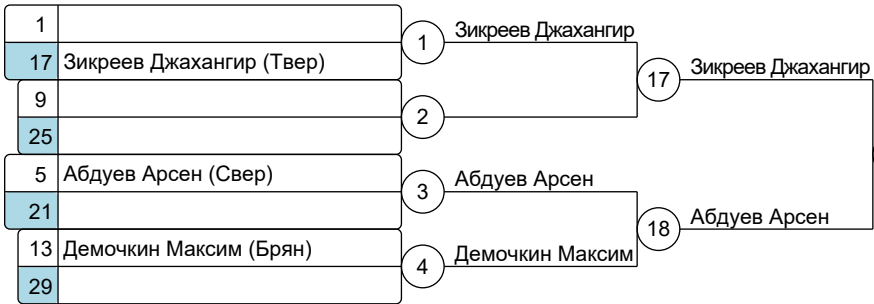 1
17 Зикреев Джахангир (Твер)
9
25
5 Абдуев Арсен (Свер)
21
13 Демочкин Максим (Брян)
29
1 Зикреев Джахангир
2
3 Абдуев Арсен
4 Демочкин Максим
17 Зикреев Джахангир
18 Абдуев Арсен